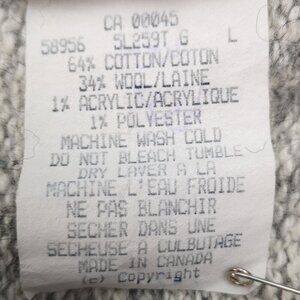 CA 00045
58956 SL259T G L
64% COTTON/COTON
34% WOOL/LAINE
1% ACRYLIC/ACRYLIQUE
1% POLYESTER
MACHINE WASH COLD
DO NOT BLEACH TUMBLE
DRY LAVER A LA
MACHINE L'EAU FROIDE
NE PAS BLANCHIR
SECHER DANS UNE
SECHEUSE A CULBUTAGE
MADE IN CANADA
(c) Copyright